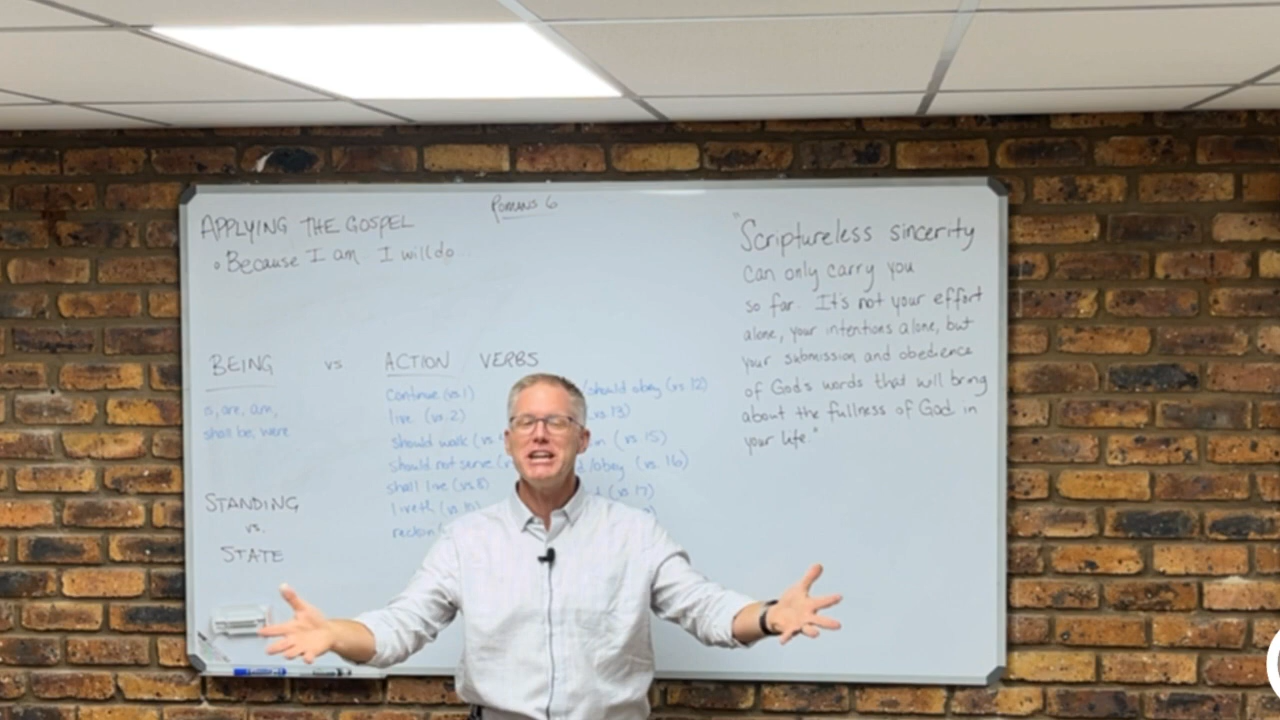 Romans 6
APPLYING THE GOSPEL
• Because I am I will do
BEING vs ACTION VERBS
is, are, am,
shall be, were
continue (vs. 1)
live (vs. 2)
should walk (vs.
should not serve
shall live (vs. 8)
liveth (vs. 10)
reckon
/should obey (vs. 12)
vs. 13)
(vs. 15)
/obey (vs. 16)
(vs. 17)
STANDING
vs.
STATE
"Scriptureless sincerity
can only carry you
so far. It's not your effort
alone, your intentions alone, but
your submission and obedience
of God's words that will bring
about the fullness of God in
your life."